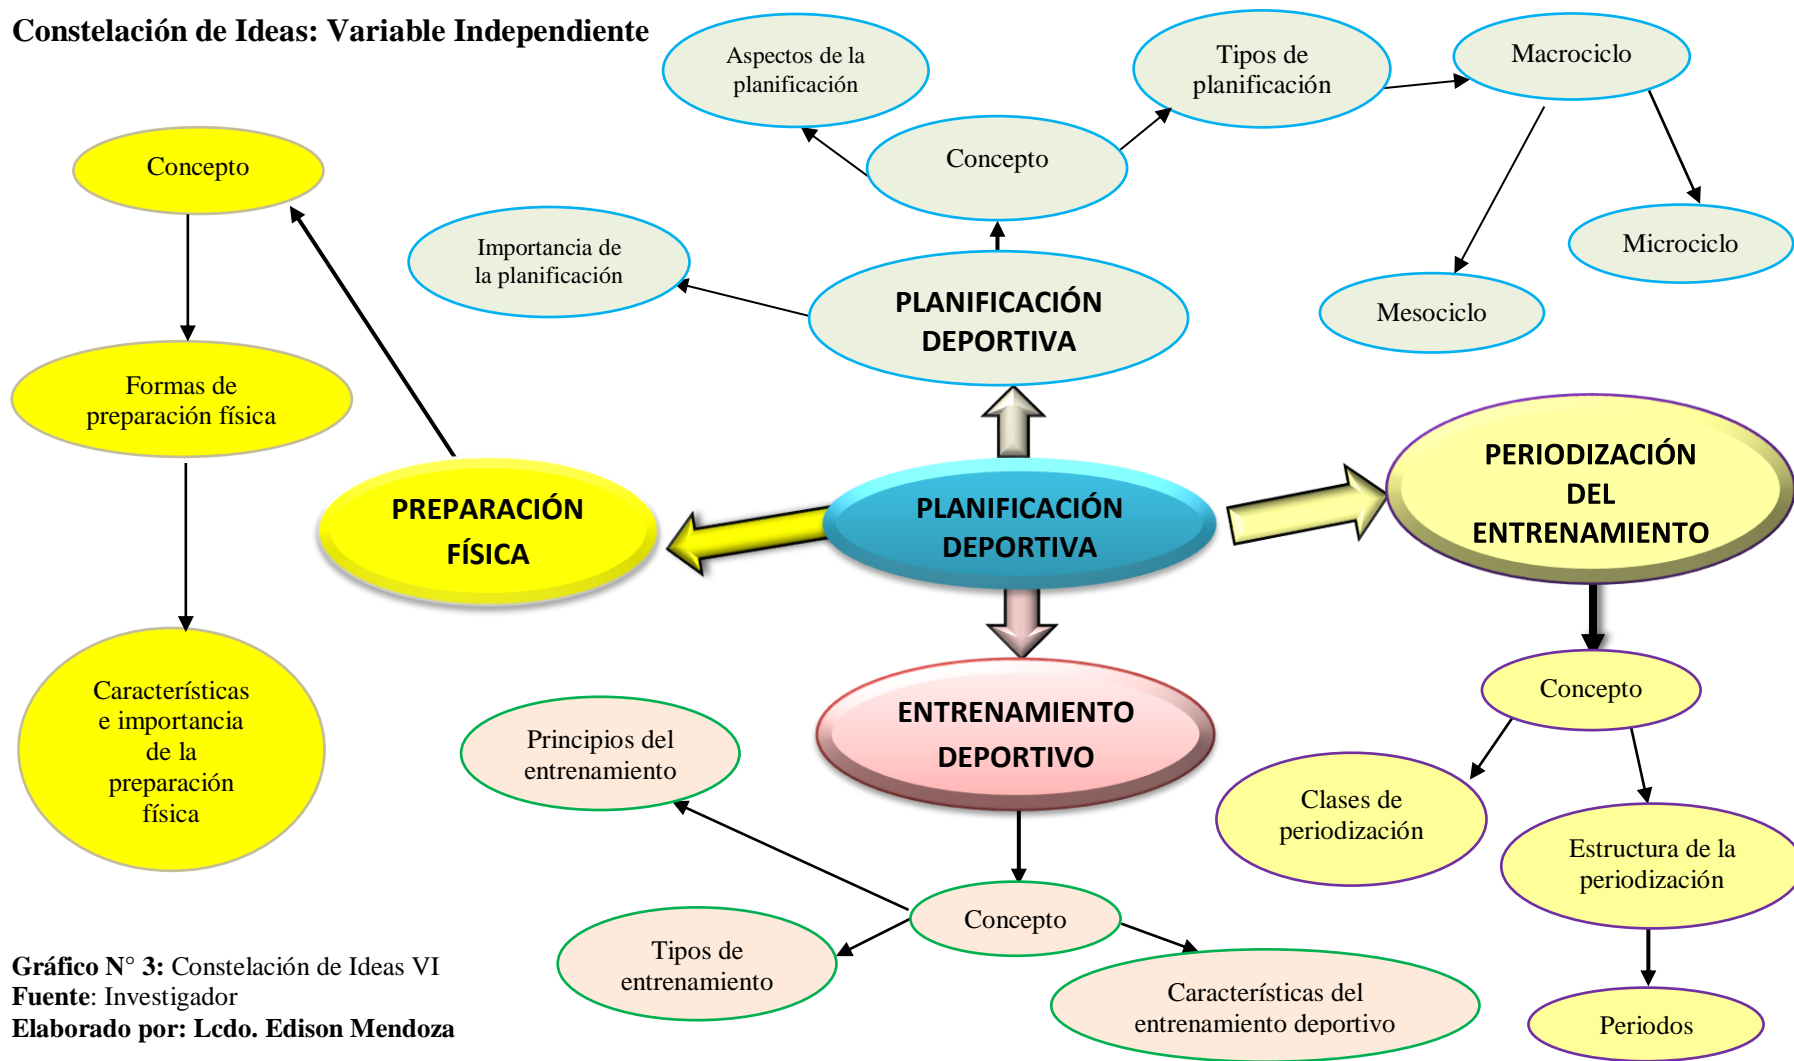 Constelación de Ideas: Variable Independiente
Aspectos de la
planificación
Tipos de
planificación
Macrociclo
Concepto
Concepto
Importancia de
la planificación
Microciclo
Mesociclo
PLANIFICACIÓN
DEPORTIVA
Formas de
preparación física
PREPARACIÓN
FÍSICA
PLANIFICACIÓN
DEPORTIVA
PERIODIZACIÓN
DEL
ENTRENAMIENTO
Características
e importancia
de la
preparación
física
ENTRENAMIENTO
DEPORTIVO
Concepto
Principios del
entrenamiento
Clases de
periodización
Estructura de la
periodización
Concepto
Tipos de
entrenamiento
Características del
entrenamiento deportivo
Periodos
Gráfico N° 3: Constelación de Ideas VI
Fuente: Investigador
Elaborado por: Lcdo. Edison Mendoza